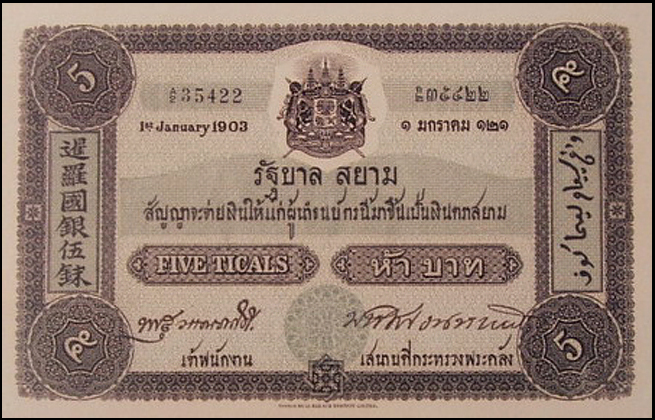 5
๕
A/2 35422
๓๕๔๒๒
1st January 1903
๑ มกราคม ๑๒๑
รัฐบาล สยาม
สัญญาจะจ่ายเงินให้แก่ผู้นำธนบัตรนี้มาขึ้นเป็นเงินตราสยาม
暹羅國銀伍銖
FIVE TICALS
ห้า บาท
เจ้าพนักงาน
เสนาบดีกระทรวงพระคลัง
๕
5